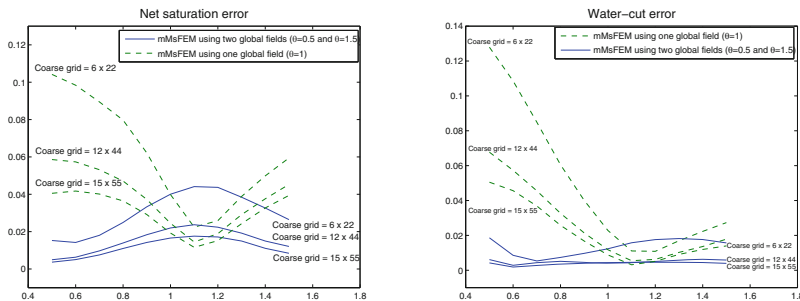 Net saturation error
0.12
0.1
0.08
0.06
0.04
0.02
0
0.4
0.6
0.8
1
1.2
1.4
1.6
1.8
mMsFEM using two global fields (θ=0.5 and θ=1.5)
mMsFEM using one global field (θ=1)
Coarse grid = 6 x 22
Coarse grid = 12 x 44
Coarse grid = 15 x 55
Coarse grid = 6 x 22
Coarse grid = 12 x 44
Coarse grid = 15 x 55
Water−cut error
0.14
0.12
0.1
0.08
0.06
0.04
0.02
0
0.4
0.6
0.8
1
1.2
1.4
1.6
1.8
mMsFEM using one global field (θ=1)
mMsFEM using two global fields (θ=0.5 and θ=1.5)
Coarse grid = 6 x 22
Coarse grid = 12 x 44
Coarse grid = 15 x 55
Coarse grid = 6 x 22
Coarse grid = 12 x 44
Coarse grid = 15 x 55